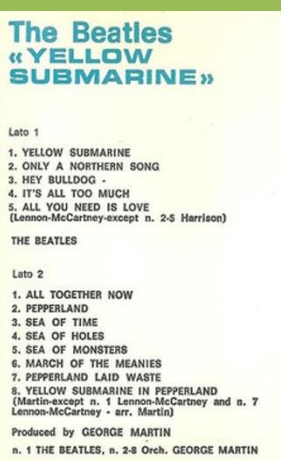 The Beatles
«YELLOW
SUBMARINE»
Lato 1
1. YELLOW SUBMARINE
2. ONLY A NORTHERN SONG
3. HEY BULLDOG -
4. IT'S ALL TOO MUCH
5. ALL YOU NEED IS LOVE
(Lennon-McCartney-except n. 2-5 Harrison)
THE BEATLES
Lato 2
1. ALL TOGETHER NOW
2. PEPPERLAND
3. SEA OF TIME
4. SEA OF HOLES
5. SEA OF MONSTERS
6. MARCH OF THE MEANIES
7. PEPPERLAND LAID WASTE
8. YELLOW SUBMARINE IN PEPPERLAND
(Martin-except n. 1 Lennon-McCartney and n. 7
Lennon-McCartney - arr. Martin)
Produced by GEORGE MARTIN
n. 1 THE BEATLES, n. 2-8 Orch. GEORGE MARTIN